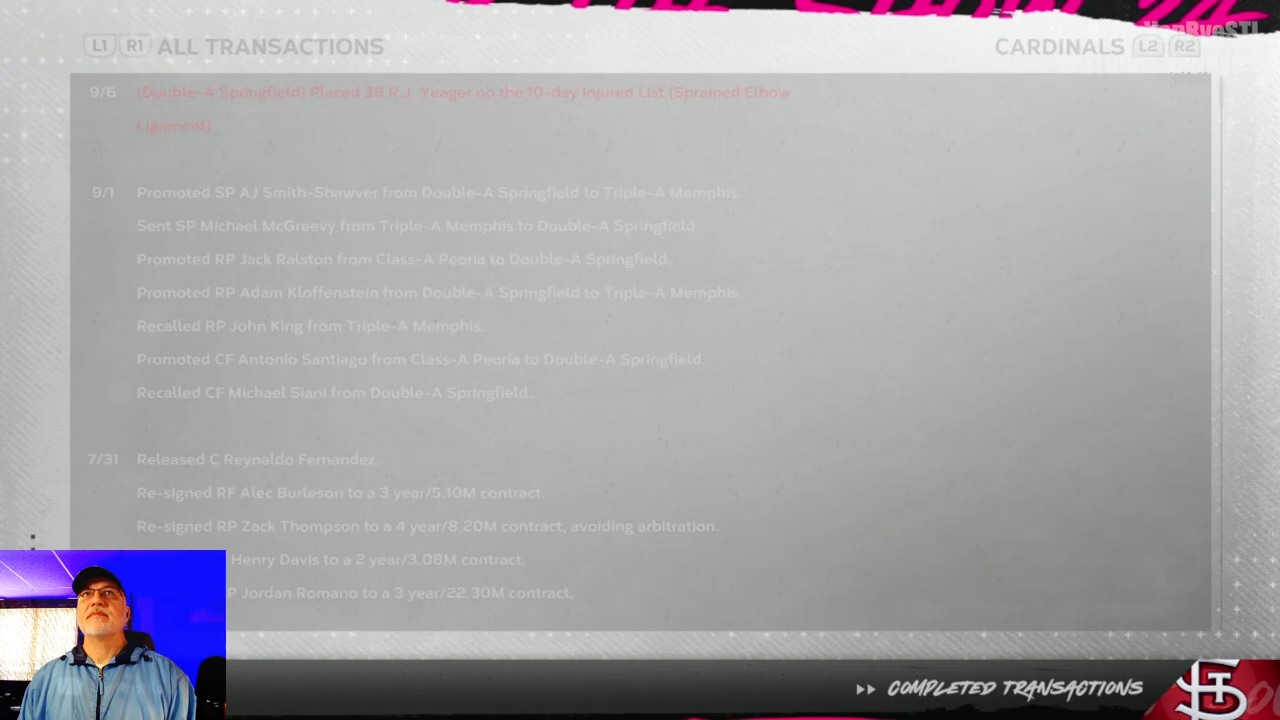 L1 R1 ALL TRANSACTIONS
CARDINALS L2 R2
9/6 (Double-A Springfield) Placed 3B R.J. Yeager on the 10-day Injured List (Sprained Elbow
Ligament)
9/1 Promoted SP AJ Smith-Shawver from Double-A Springfield to Triple-A Memphis.
Sent SP Michael McGreevy from Triple-A Memphis to Double-A Springfield
Promoted RP Jack Ralston from Class-A Peoria to Double-A Springfield.
Promoted RP Adam Kloffenstein from Double-A Springfield to Triple-A Memphis.
Recalled RP John King from Triple-A Memphis.
Promoted CF Antonio Santiago from Class-A Peoria to Double-A Springfield.
Recalled CF Michael Siani from Double-A Springfield.
7/31 Released C Reynaldo Fernandez.
Re-signed RF Alec Burleson to a 3 year/5.10M contract.
Re-signed RP Zack Thompson to a 4 year/8.20M contract, avoiding arbitration.
Henry Davis to a 2 year/3.08M contract.
P Jordan Romano to a 3 year/22.30M contract.
COMPLETED TRANSACTIONS
STL